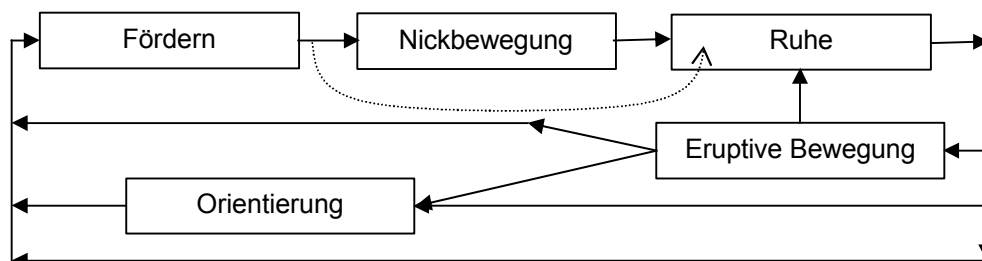 Fördern
Nickbewegung
Ruhe
Eruptive Bewegung
Orientierung